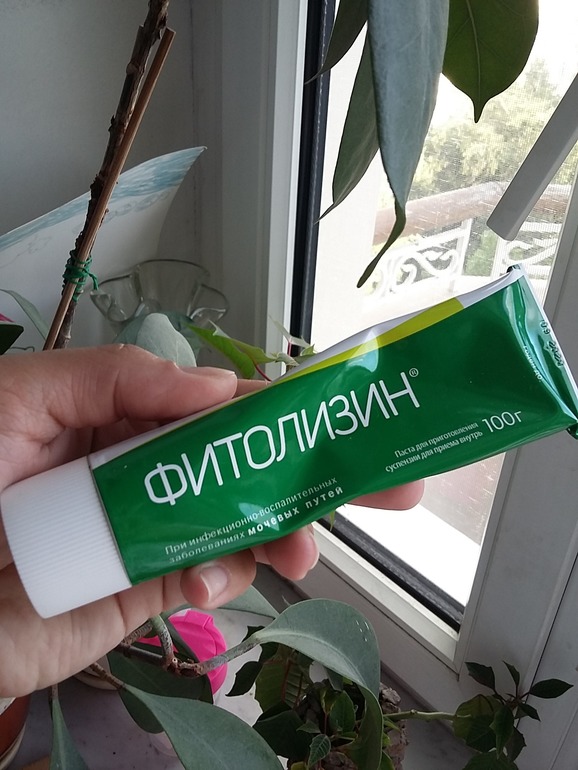 ФИТОЛИЗИН®
Паста для приготовления
суспензии для приема внутрь 100г
При инфекционно-воспалительных
заболеваниях мочевых путей